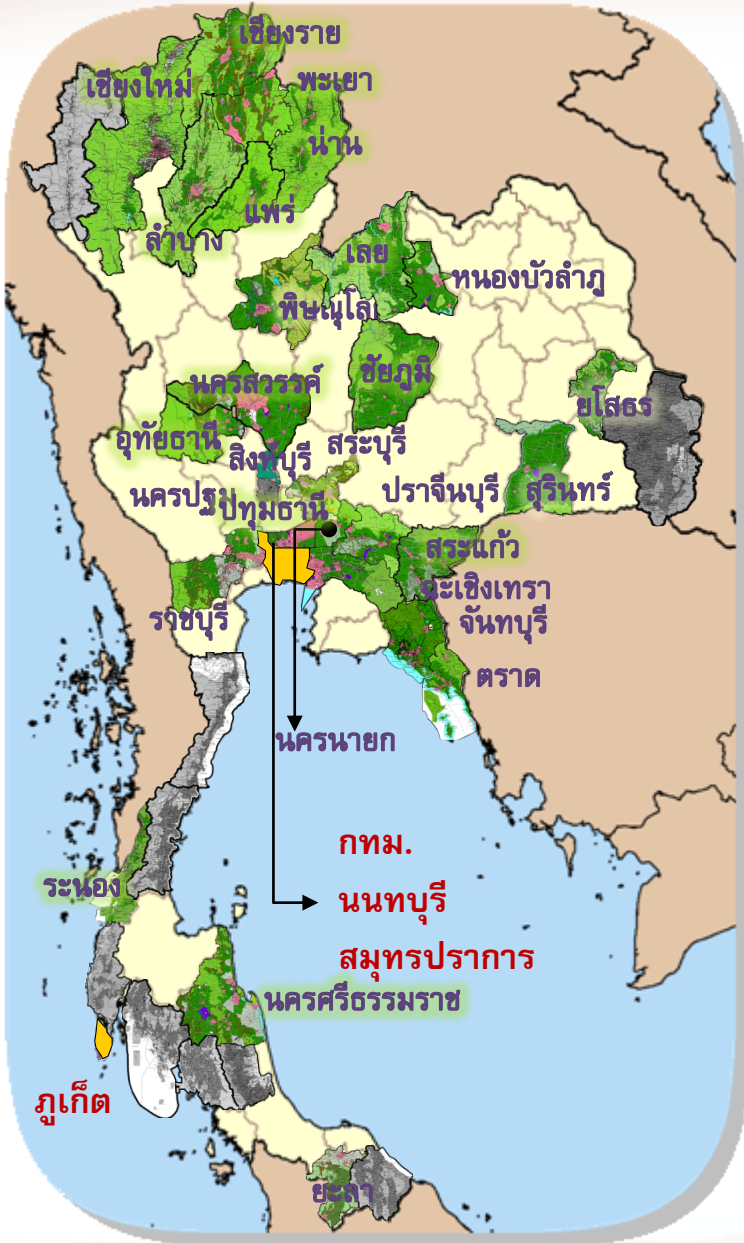 เชียงราย
เชียงใหม่
พะเยา
น่าน
แพร่
ลำปาง
เลย
หนองบัวลำภู
พิษณุโลก
นครสวรรค์
ชัยภูมิ
ยโสธร
อุทัยธานี
สิงห์บุรี
สระบุรี
นครปฐม
ปทุมธานี
ปราจีนบุรี
สุรินทร์
สระแก้ว
ฉะเชิงเทรา
ราชบุรี
จันทบุรี
ตราด
นครนายก
กทม.
นนทบุรี
สมุทรปราการ
ระนอง
นครศรีธรรมราช
ภูเก็ต
ยะลา